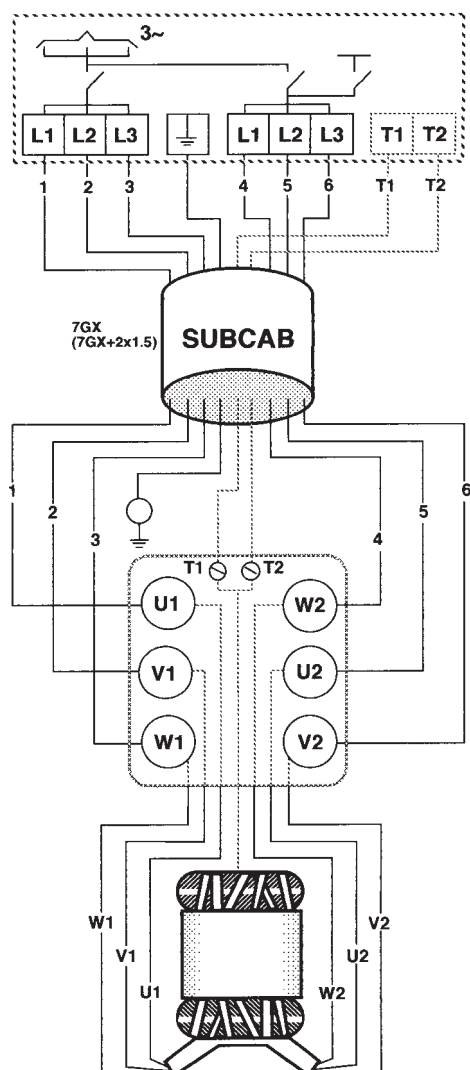 3~
L1 L2 L3 L1 L2 L3 T1 T2
1 2 3 4 5 6 T1 T2
7GX
(7GX+2x1.5)
SUBCAB
1 2 3 4 5 6
T1 T2
U1 W2
V1 U2
W1 V2
W1 V2
V1 U2
U1 W2